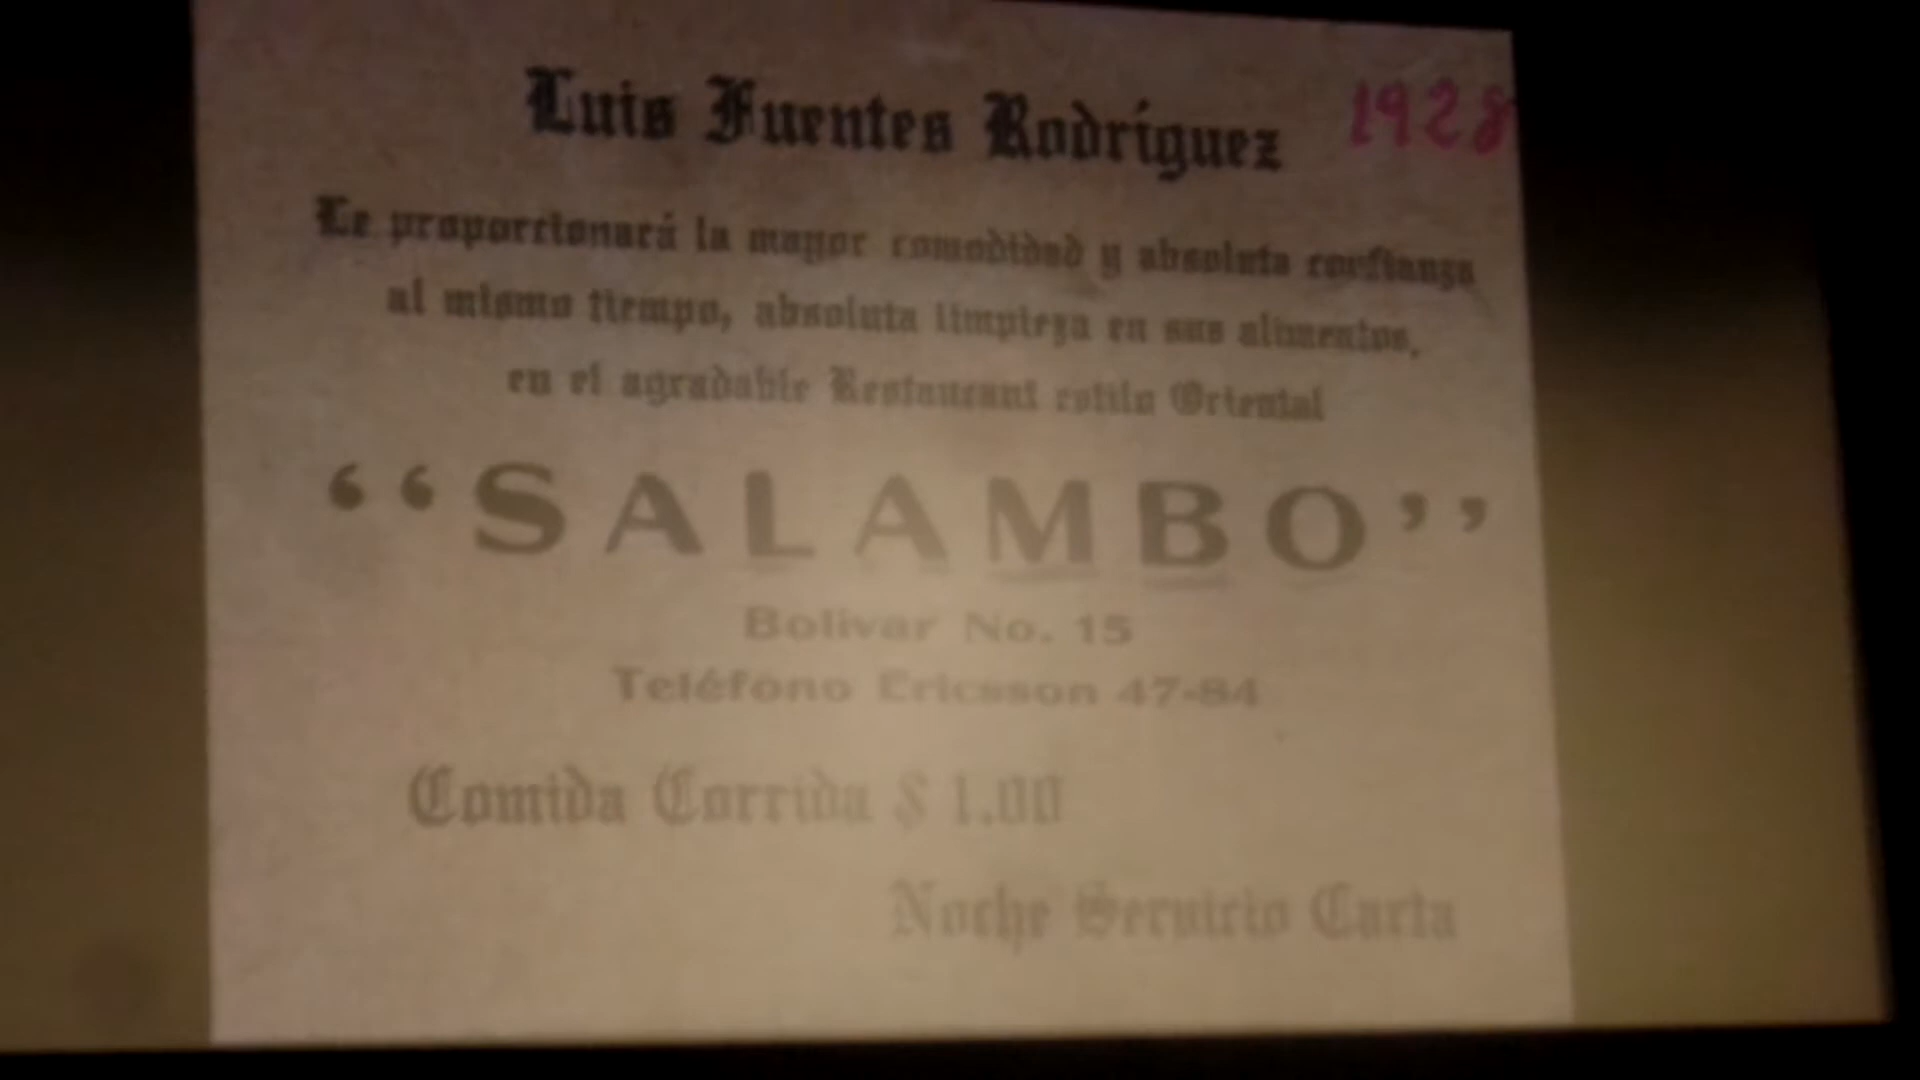 Luis Fuentes Rodríguez 1928
Le proporcionará la mayor comodidad y absoluta confianza
al mismo tiempo, absoluta limpieza en sus alimentos,
en el agradable Restaurant estilo Oriental
“SALAMBO”
Bolivar No. 15
Teléfono Ericsson 47-84
Comida Corrida $ 1.00
Noche Servicio Carta